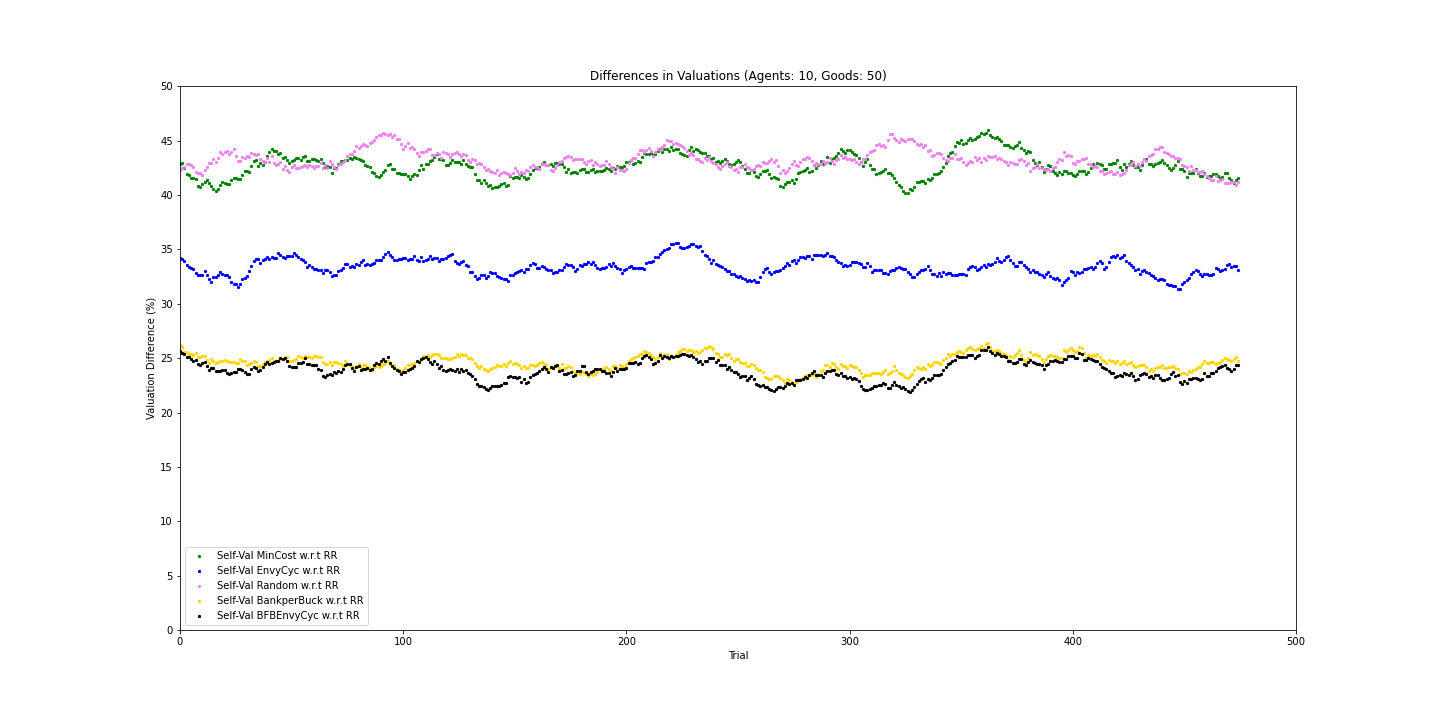 Differences in Valuations (Agents: 10, Goods: 50)
50
45
40
35
30
25
20
15
10
5
0
Valuation Difference (%)
Self-Val MinCost w.r.t RR
Self-Val EnvyCyc w.r.t RR
Self-Val Random w.r.t RR
Self-Val BankperBuck w.r.t RR
Self-Val BFBEnvyCyc w.r.t RR
0 100 200 300 400 500
Trial